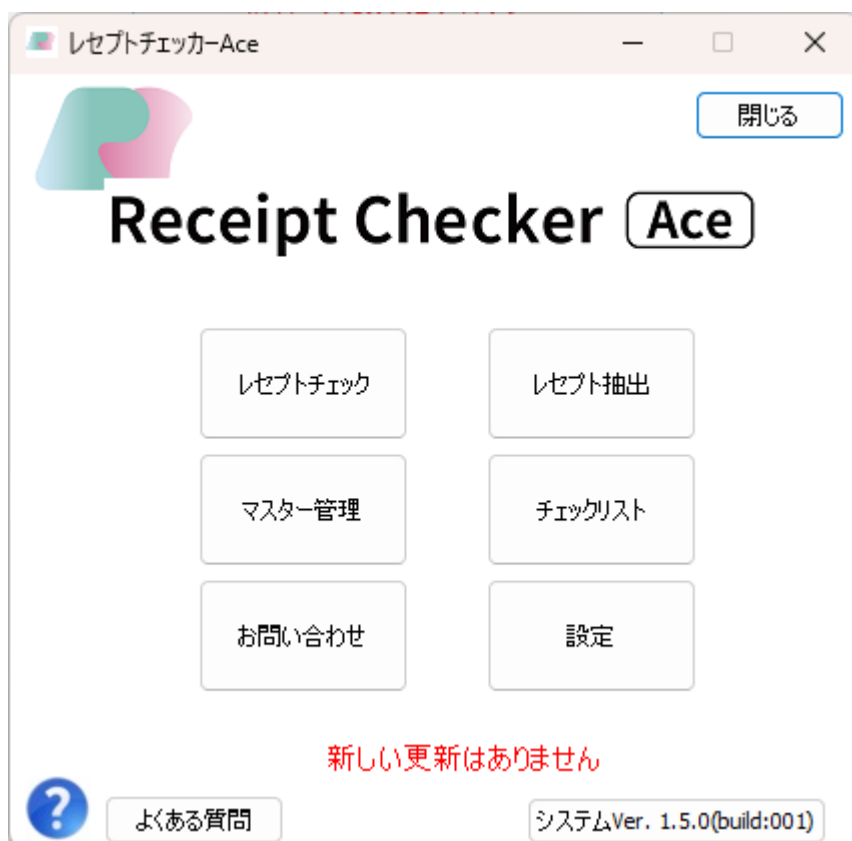 レセプトチェッカーAce
閉じる
Receipt Checker Ace
レセプトチェック
レセプト抽出
マスター管理
チェックリスト
お問い合わせ
設定
新しい更新はありません
?
よくある質問
システムVer. 1.5.0(build:001)